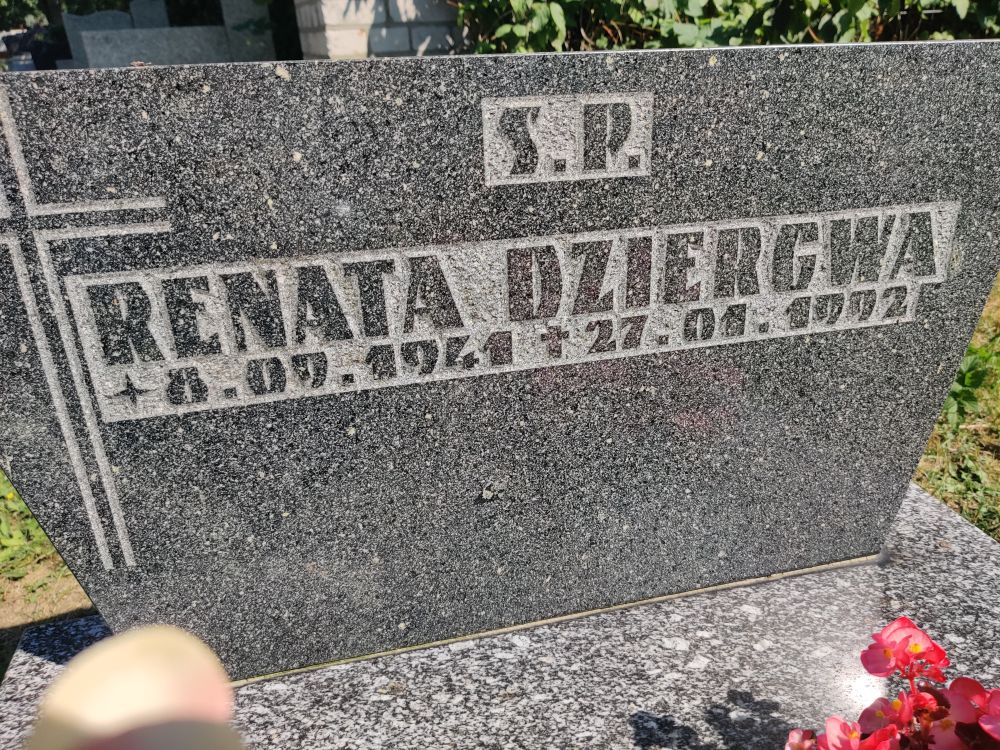 S.P.
RENATA DZIERGWA
8.09.1941 ✝ 27.01.1992